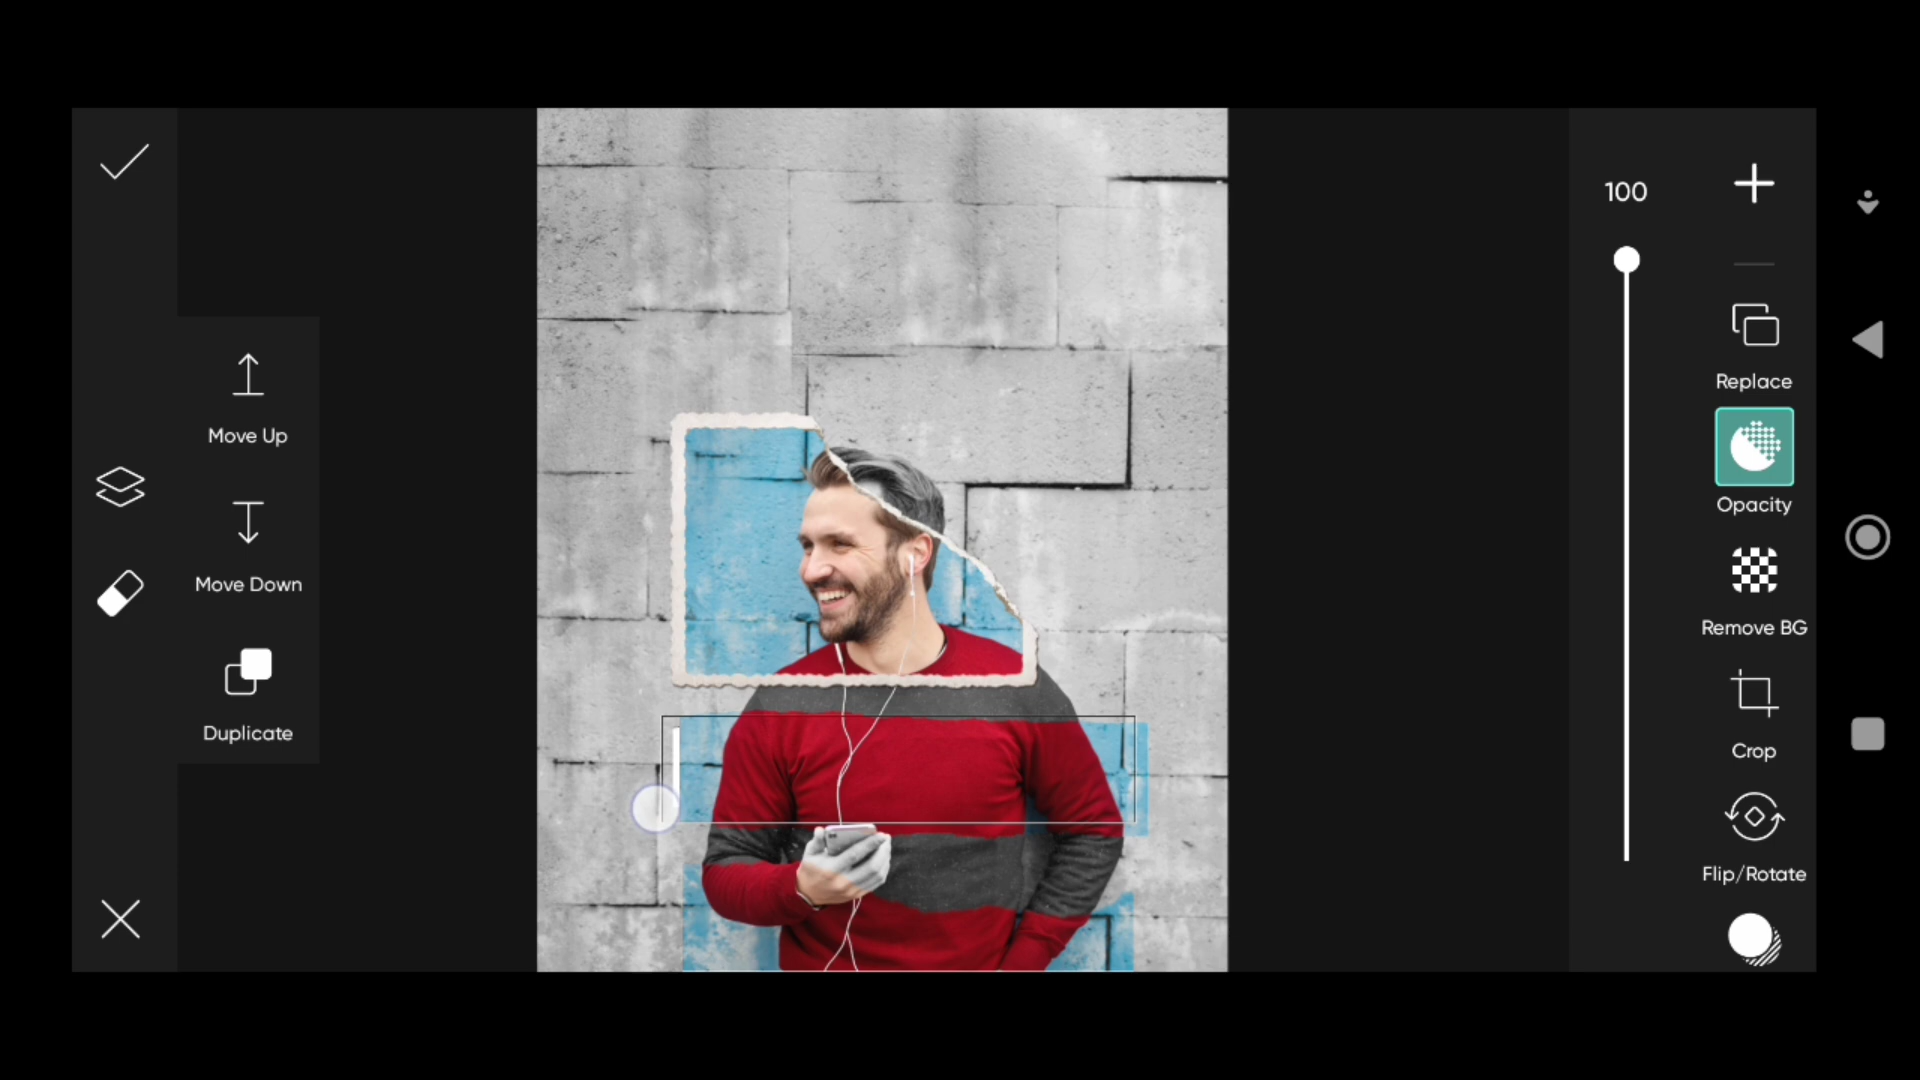 100
Move Up
Move Down
Duplicate
Replace
Opacity
Remove BG
Crop
Flip/Rotate